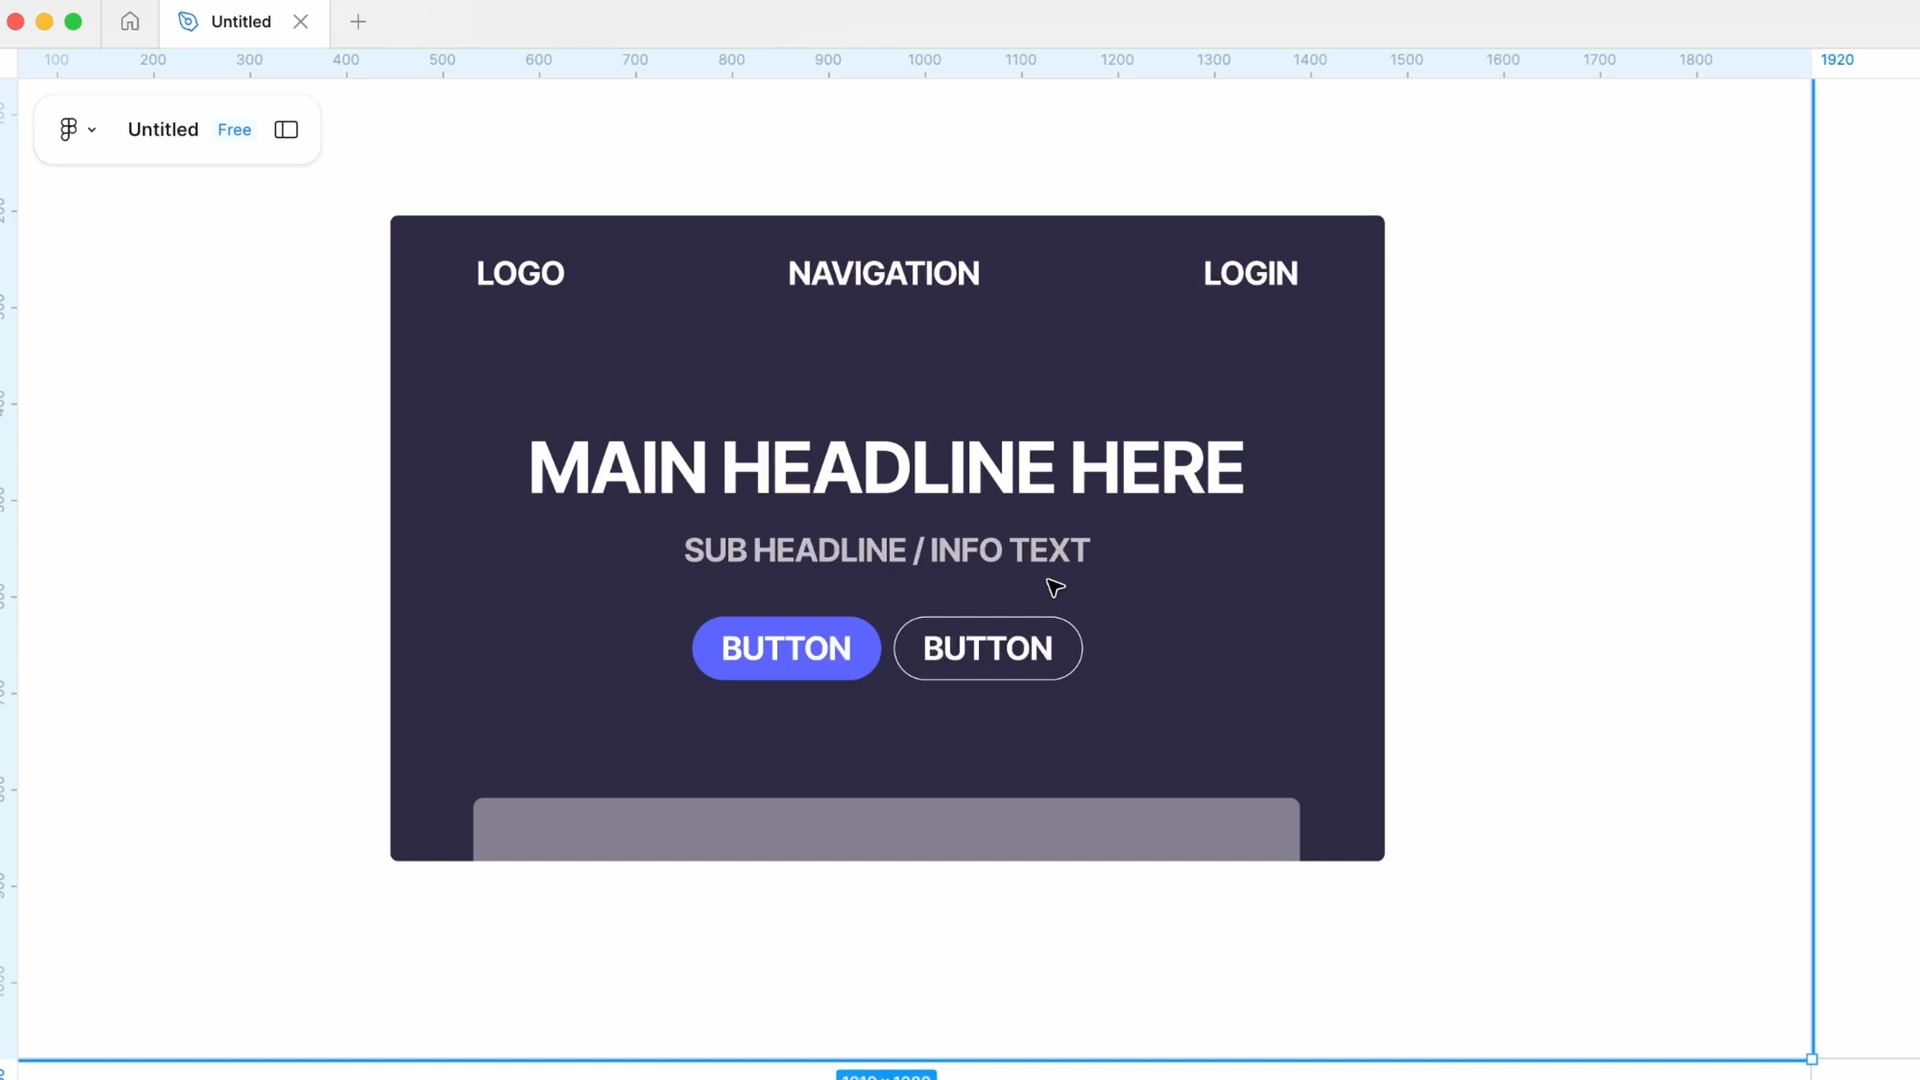 Untitled
100 200 300 400 500 600 700 800 900 1000 1100 1200 1300 1400 1500 1600 1700 1800 1920
Untitled Free
LOGO NAVIGATION LOGIN
MAIN HEADLINE HERE
SUB HEADLINE / INFO TEXT
BUTTON BUTTON